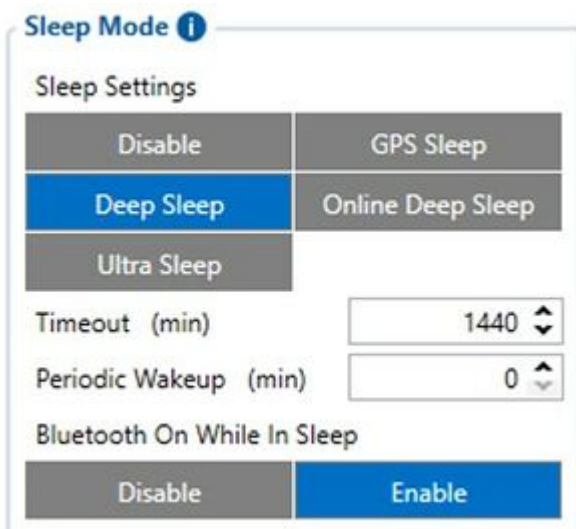 Sleep Mode i
Sleep Settings
Disable GPS Sleep
Deep Sleep Online Deep Sleep
Ultra Sleep
Timeout (min) 1440
Periodic Wakeup (min) 0
Bluetooth On While In Sleep
Disable Enable